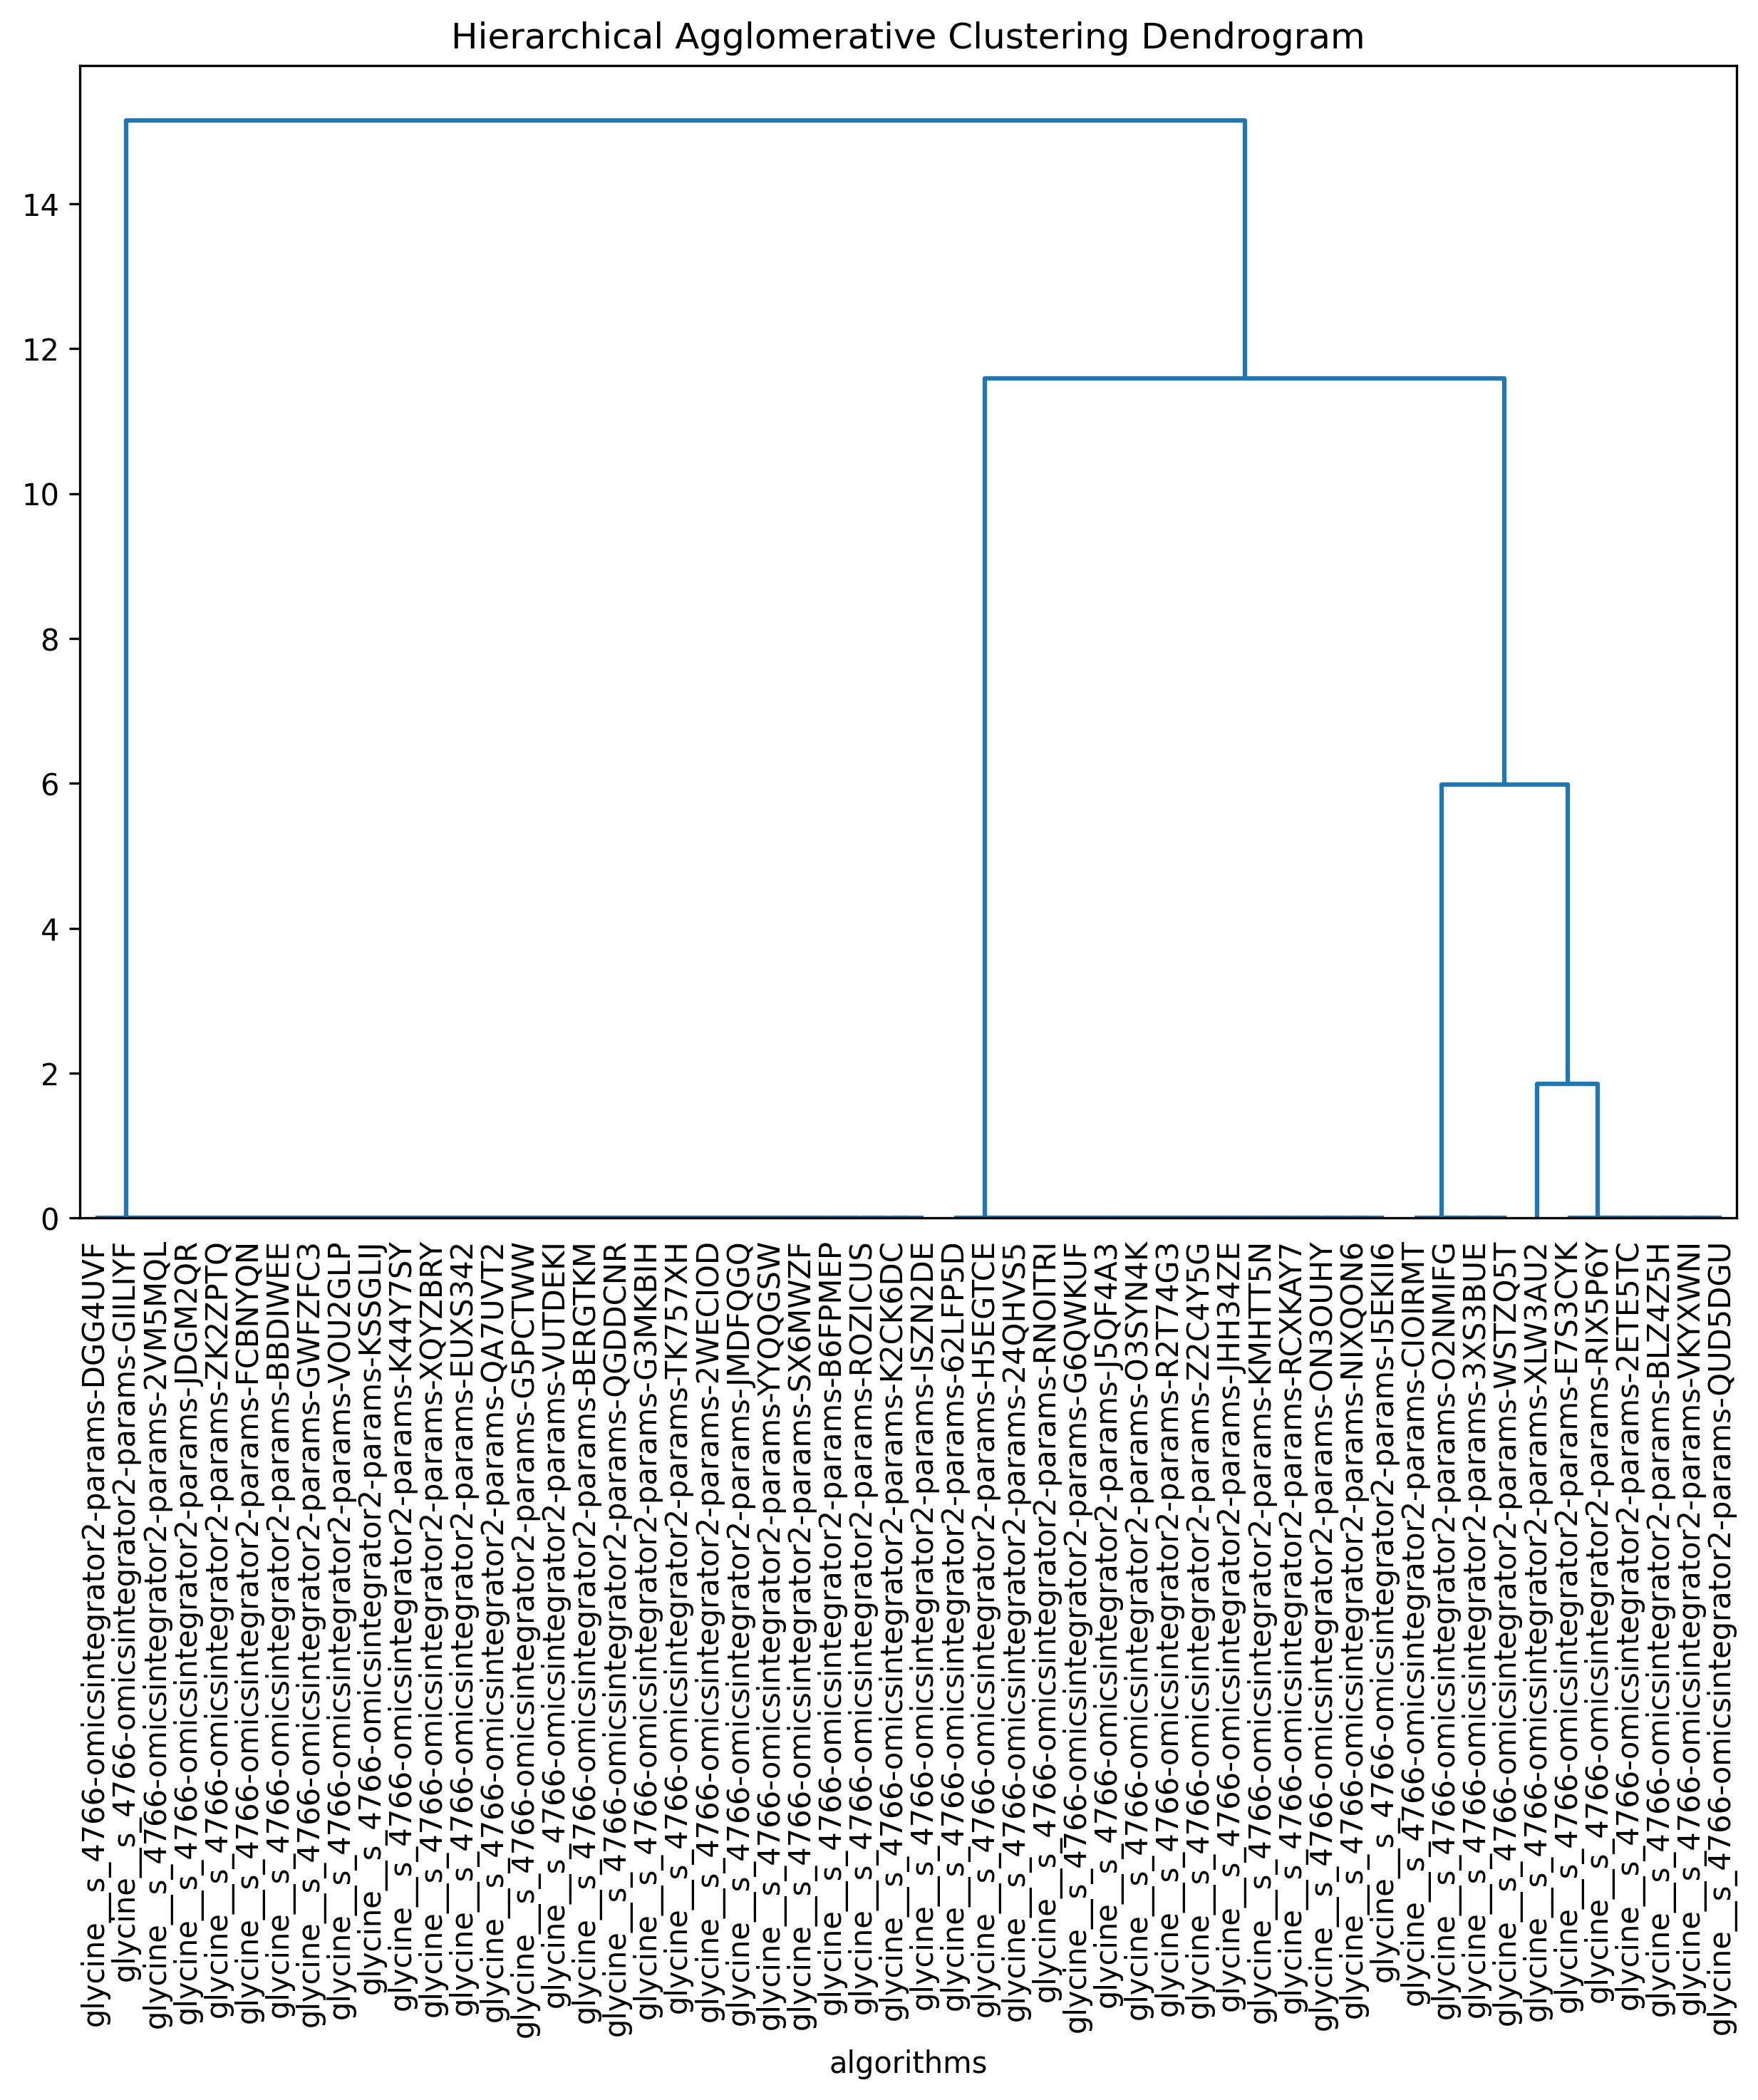 Hierarchical Agglomerative Clustering Dendrogram
14
12
10
8
6
4
2
0
glycine__s_4766-omicsintegrator2-params-DGG4UVF
glycine__s_4766-omicsintegrator2-params-GIILIYF
glycine__s_4766-omicsintegrator2-params-2VM5MQL
glycine__s_4766-omicsintegrator2-params-JDGM2QR
glycine__s_4766-omicsintegrator2-params-ZK2ZPTQ
glycine__s_4766-omicsintegrator2-params-FCBNYQN
glycine__s_4766-omicsintegrator2-params-BBDIWEE
glycine__s_4766-omicsintegrator2-params-GWFZFC3
glycine__s_4766-omicsintegrator2-params-VOU2GLP
glycine__s_4766-omicsintegrator2-params-KSSGLIJ
glycine__s_4766-omicsintegrator2-params-K44Y7SY
glycine__s_4766-omicsintegrator2-params-XQYZBRY
glycine__s_4766-omicsintegrator2-params-EUXS342
glycine__s_4766-omicsintegrator2-params-QA7UVT2
glycine__s_4766-omicsintegrator2-params-G5PCTWW
glycine__s_4766-omicsintegrator2-params-VUTDEKI
glycine__s_4766-omicsintegrator2-params-BERGTKM
glycine__s_4766-omicsintegrator2-params-QGDDCNR
glycine__s_4766-omicsintegrator2-params-G3MKBIH
glycine__s_4766-omicsintegrator2-params-TK757XH
glycine__s_4766-omicsintegrator2-params-2WECIOD
glycine__s_4766-omicsintegrator2-params-JMDFQGQ
glycine__s_4766-omicsintegrator2-params-YYQQGSW
glycine__s_4766-omicsintegrator2-params-SX6MWZF
glycine__s_4766-omicsintegrator2-params-B6FPMEP
glycine__s_4766-omicsintegrator2-params-ROZICUS
glycine__s_4766-omicsintegrator2-params-K2CK6DC
glycine__s_4766-omicsintegrator2-params-ISZN2DE
glycine__s_4766-omicsintegrator2-params-62LFP5D
glycine__s_4766-omicsintegrator2-params-H5EGTCE
glycine__s_4766-omicsintegrator2-params-24QHVS5
glycine__s_4766-omicsintegrator2-params-RNOITRI
glycine__s_4766-omicsintegrator2-params-G6QWKUF
glycine__s_4766-omicsintegrator2-params-J5QF4A3
glycine__s_4766-omicsintegrator2-params-O3SYN4K
glycine__s_4766-omicsintegrator2-params-R2T74G3
glycine__s_4766-omicsintegrator2-params-Z2C4Y5G
glycine__s_4766-omicsintegrator2-params-JHH34ZE
glycine__s_4766-omicsintegrator2-params-KMHTT5N
glycine__s_4766-omicsintegrator2-params-RCXKAY7
glycine__s_4766-omicsintegrator2-params-ON3OUHY
glycine__s_4766-omicsintegrator2-params-NIXQON6
glycine__s_4766-omicsintegrator2-params-I5EKII6
glycine__s_4766-omicsintegrator2-params-CIOIRMT
glycine__s_4766-omicsintegrator2-params-O2NMIFG
glycine__s_4766-omicsintegrator2-params-3XS3BUE
glycine__s_4766-omicsintegrator2-params-WSTZQ5T
glycine__s_4766-omicsintegrator2-params-XLW3AU2
glycine__s_4766-omicsintegrator2-params-E7S3CYK
glycine__s_4766-omicsintegrator2-params-RIX5P6Y
glycine__s_4766-omicsintegrator2-params-2ETE5TC
glycine__s_4766-omicsintegrator2-params-BLZ4Z5H
glycine__s_4766-omicsintegrator2-params-VKYXWNI
glycine__s_4766-omicsintegrator2-params-QUD5DGU
algorithms